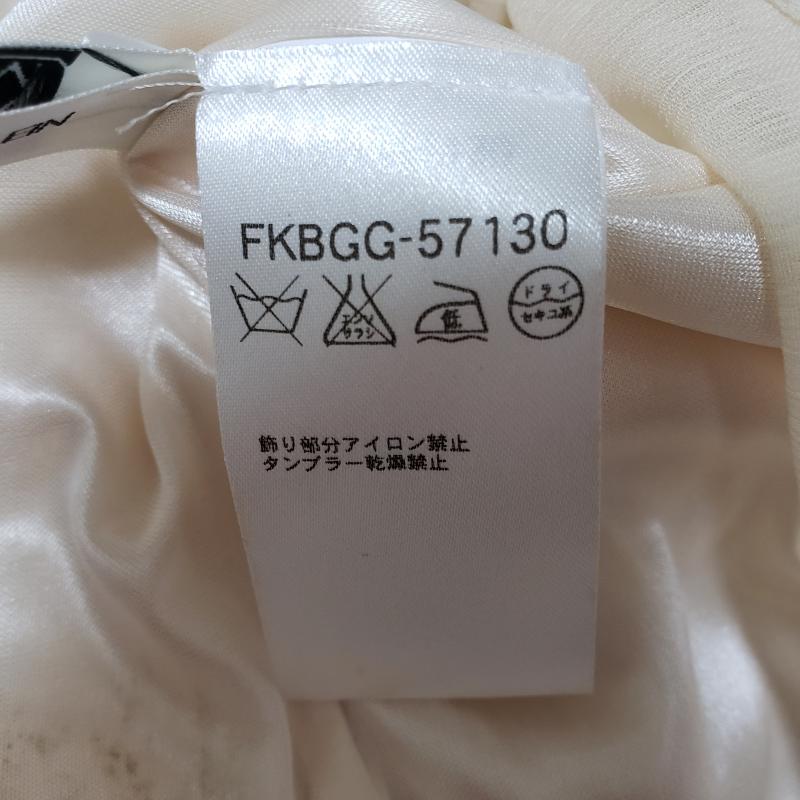 FKBGG-57130
エンソ
サラシ
低
ドライ
セキユ系
飾り部分アイロン禁止
タンブラー乾燥禁止